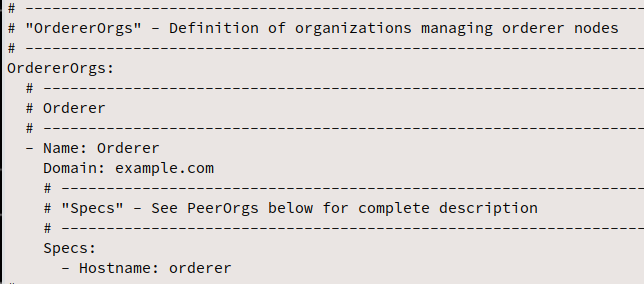 # ---------------------------------------------------------------------
# "OrdererOrgs" - Definition of organizations managing orderer nodes
# ---------------------------------------------------------------------
OrdererOrgs:
  # -------------------------------------------------------------------
  # Orderer
  # -------------------------------------------------------------------
  - Name: Orderer
    Domain: example.com
    # -----------------------------------------------------------------
    # "Specs" - See PeerOrgs below for complete description
    # -----------------------------------------------------------------
    Specs:
      - Hostname: orderer